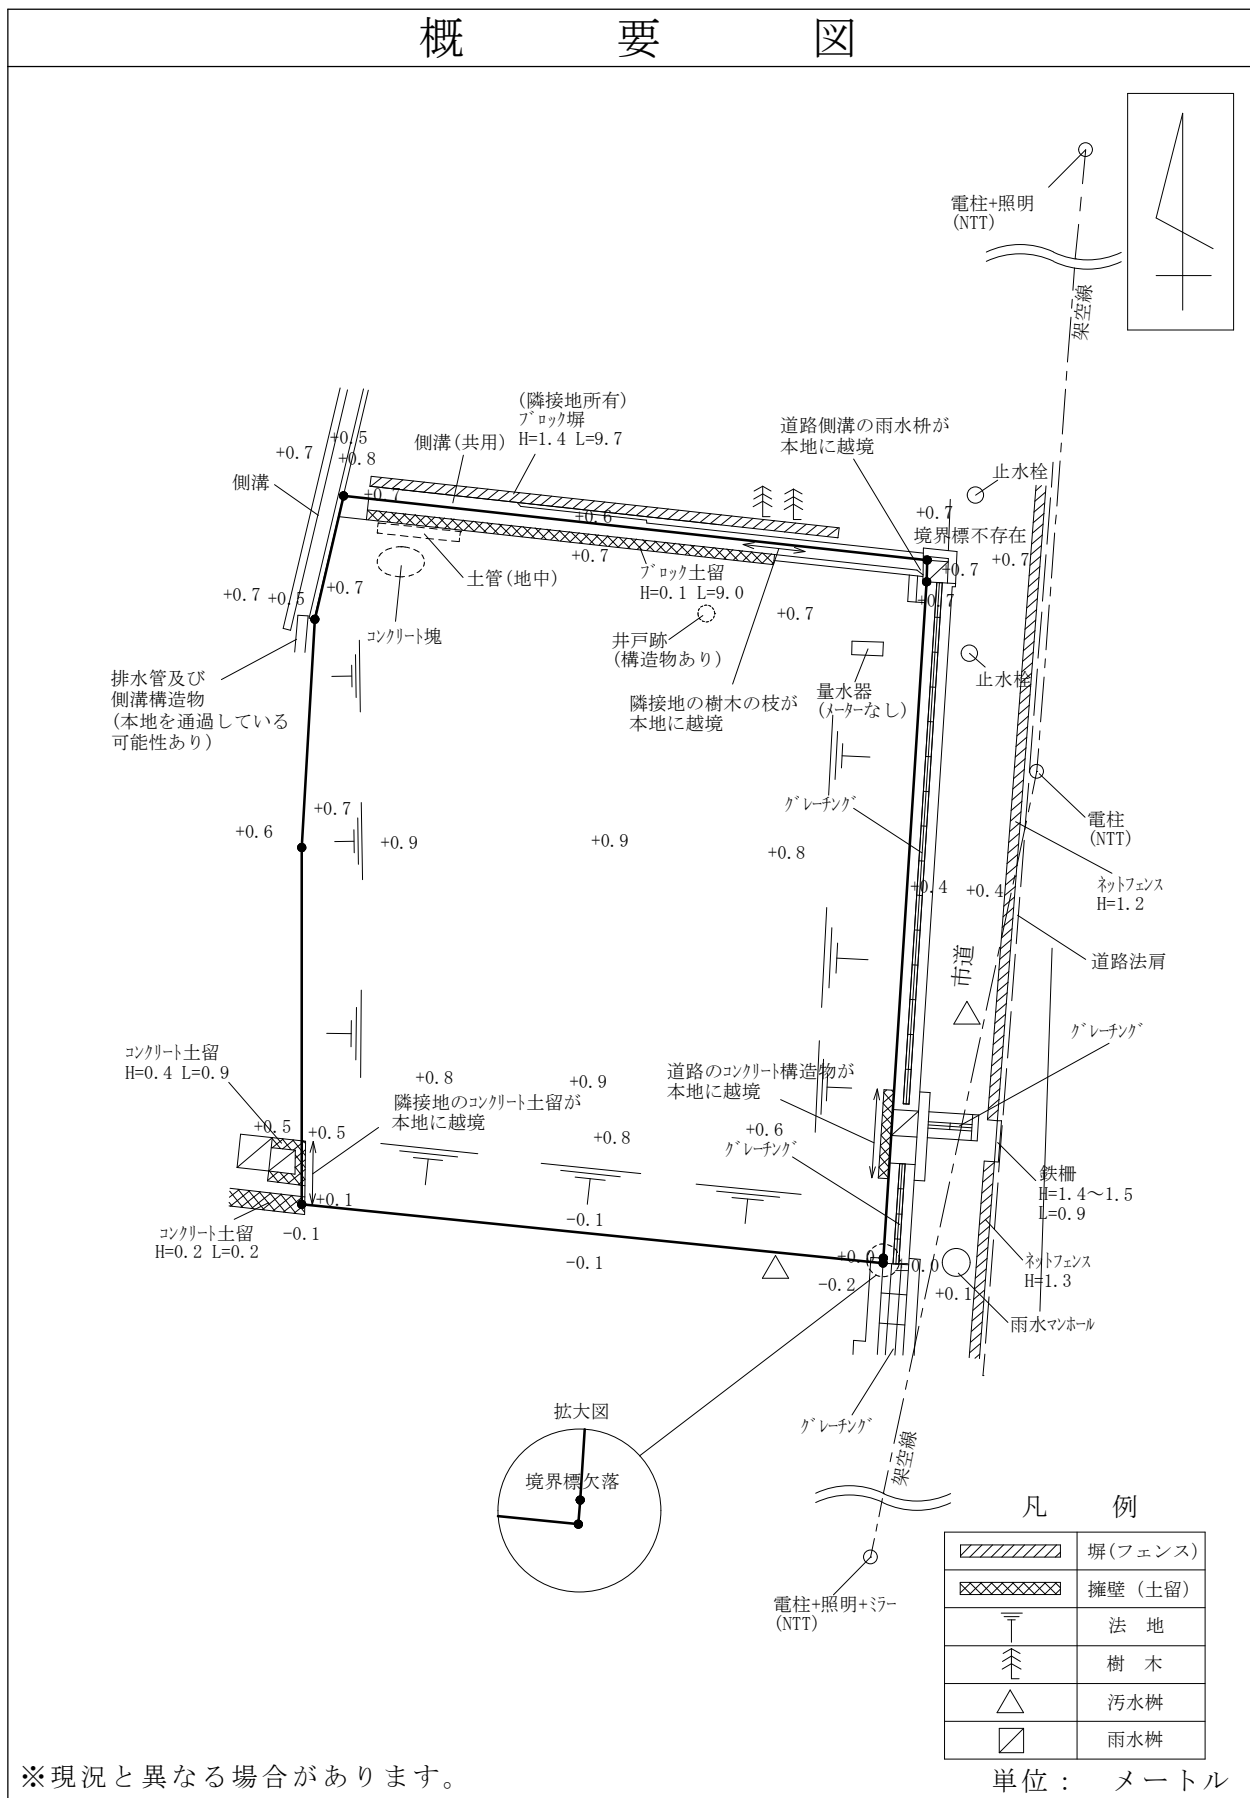 概要図
電柱+照明
(NTT)
架空線
(隣接地所有)
ﾌﾞﾛｯｸ塀
H=1.4 L=9.7
側溝(共用)
道路側溝の雨水枡が
本地に越境
止水栓
+0.5
+0.7
+0.8
側溝
+0.7
+0.6
+0.7
+0.7
境界標不存在
+0.7
+0.7
+0.7
土管(地中)
ﾌﾞﾛｯｸ土留
H=0.1 L=9.0
+0.7
+0.5
+0.7
+0.7
ｺﾝｸﾘｰﾄ塊
井戸跡
(構造物あり)
止水栓
排水管及び
側溝構造物
(本地を通過している
可能性あり)
隣接地の樹木の枝が
本地に越境
量水器
(ﾒｰﾀｰなし)
ｸﾞﾚｰﾁﾝｸﾞ
電柱
(NTT)
+0.7
+0.6
+0.9
+0.9
+0.8
+0.4
+0.4
ﾈｯﾄﾌｪﾝｽ
H=1.2
市道
道路法肩
ｸﾞﾚｰﾁﾝｸﾞ
ｺﾝｸﾘｰﾄ土留
H=0.4 L=0.9
+0.8
+0.9
道路のｺﾝｸﾘｰﾄ構造物が
本地に越境
隣接地のｺﾝｸﾘｰﾄ土留が
本地に越境
+0.5
+0.5
+0.8
+0.6
ｸﾞﾚｰﾁﾝｸﾞ
鉄柵
H=1.4～1.5
L=0.9
+0.1
ｺﾝｸﾘｰﾄ土留
H=0.2 L=0.2
-0.1
-0.1
-0.1
+0.0
±0.0
-0.2
+0.1
ﾈｯﾄﾌｪﾝｽ
H=1.3
雨水ﾏﾝﾎｰﾙ
拡大図
境界標欠落
ｸﾞﾚｰﾁﾝｸﾞ
架空線
電柱+照明+ﾐﾗｰ
(NTT)
凡例
塀(フェンス)
擁壁（土留）
法地
樹木
汚水桝
雨水桝
※現況と異なる場合があります。
単位：メートル